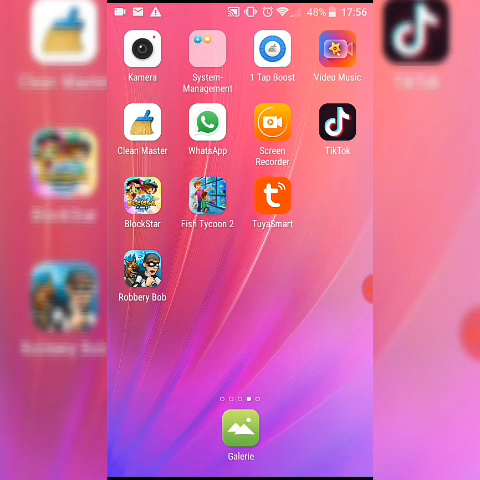 48% 17:56
Kamera
System-
Management
1 Tap Boost
Video Music
Clean Master
WhatsApp
Screen
Recorder
TikTok
BlockStar
Fish Tycoon 2
TuyaSmart
Robbery Bob
Galerie